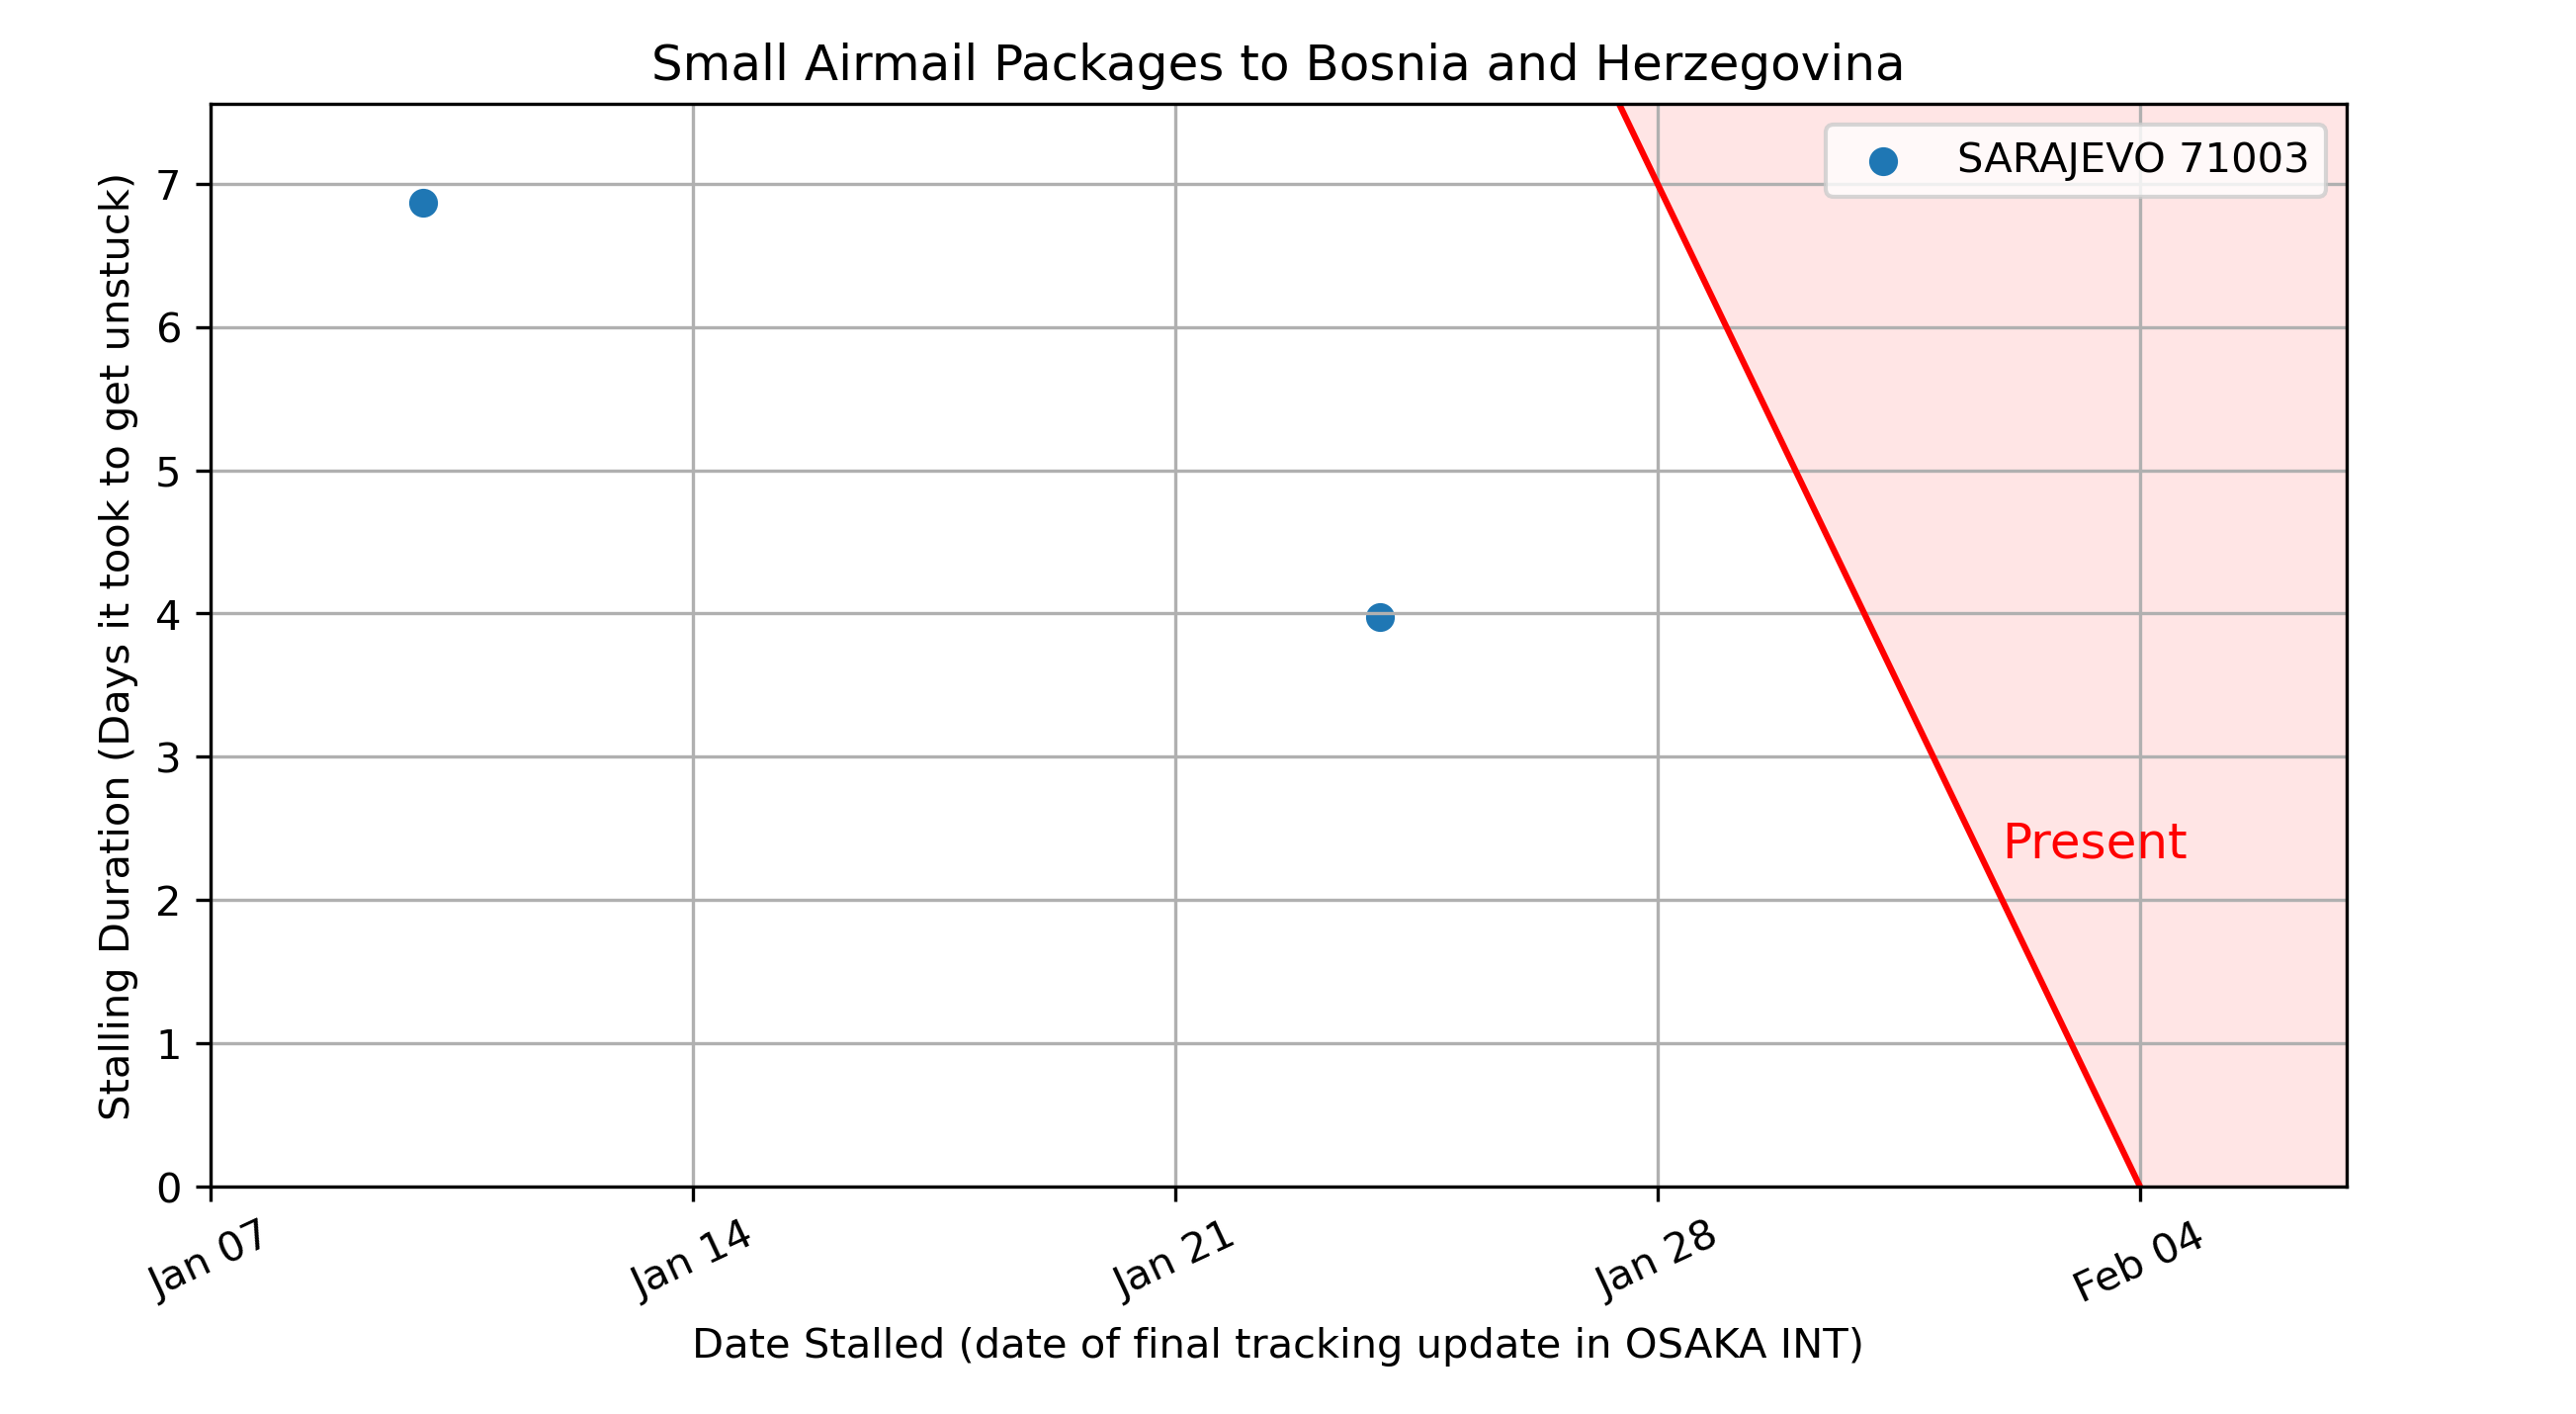 Small Airmail Packages to Bosnia and Herzegovina
SARAJEVO 71003
Stalling Duration (Days it took to get unstuck)
7
6
5
4
3
2
1
0
Present
Jan 07
Jan 14
Jan 21
Jan 28
Feb 04
Date Stalled (date of final tracking update in OSAKA INT)